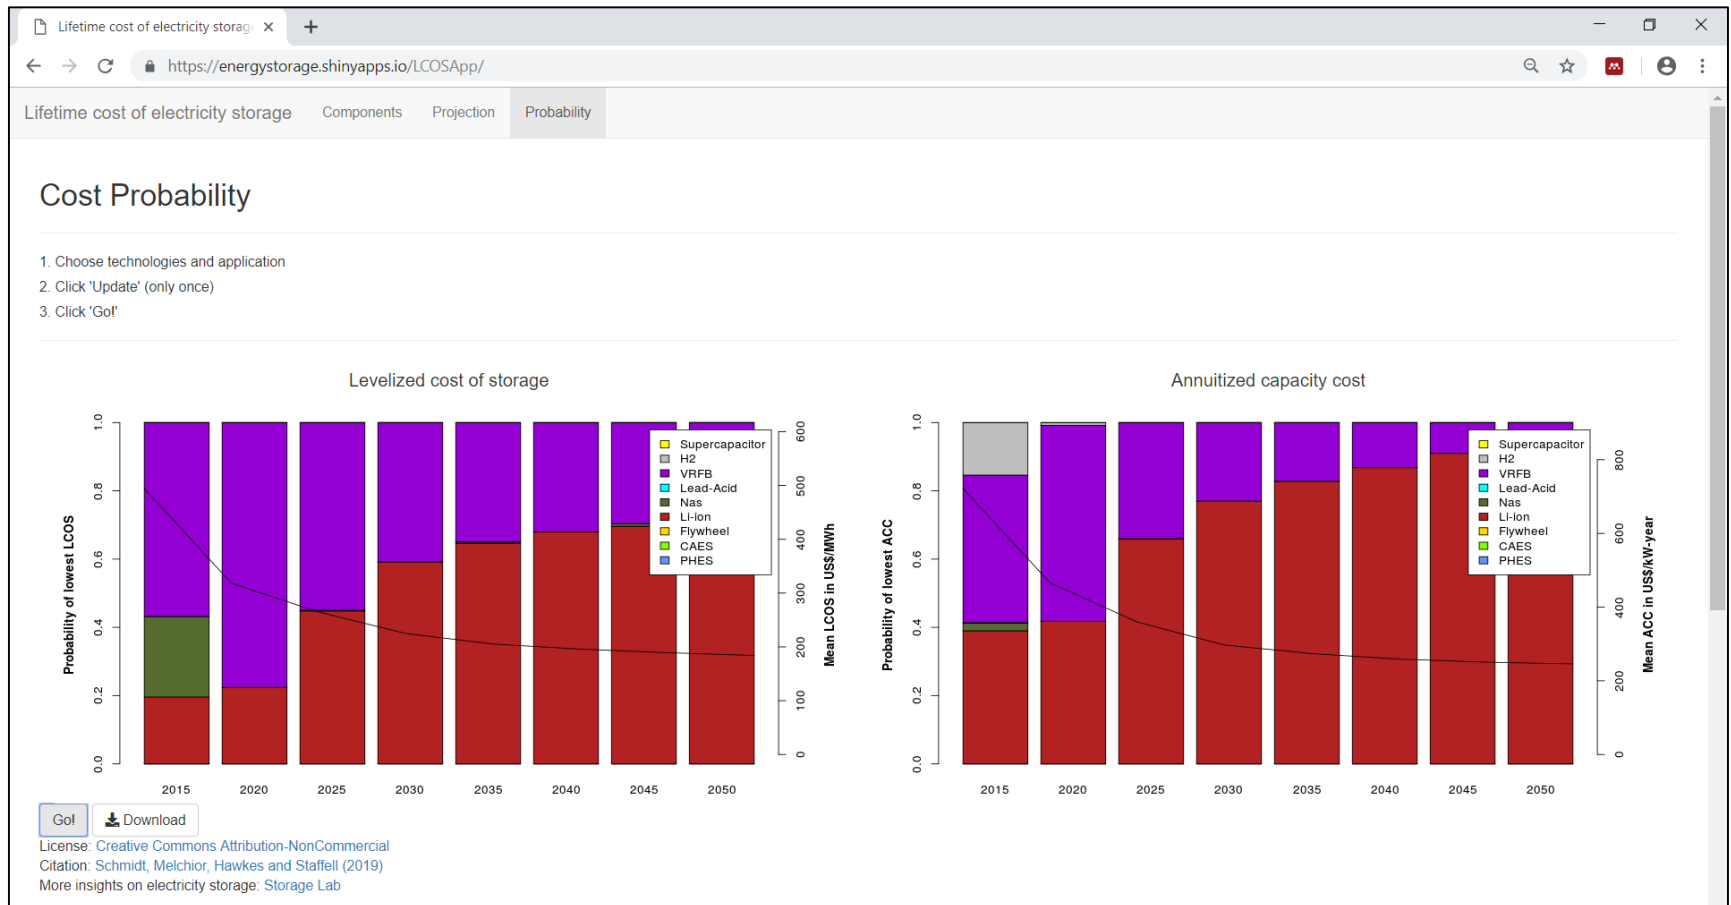 Lifetime cost of electricity storag
https://energystorage.shinyapps.io/LCOSApp/
Lifetime cost of electricity storage Components Projection Probability
Cost Probability
1. Choose technologies and application
2. Click 'Update' (only once)
3. Click 'Go!'
Levelized cost of storage
Probability of lowest LCOS
0.0 0.2 0.4 0.6 0.8 1.0
Supercapacitor
H2
VRFB
Lead-Acid
Nas
Li-ion
Flywheel
CAES
PHES
0 100 200 300 400 500 600
Mean LCOS in US$/MWh
2015 2020 2025 2030 2035 2040 2045 2050
Annuitized capacity cost
Probability of lowest ACC
0.0 0.2 0.4 0.6 0.8 1.0
Supercapacitor
H2
VRFB
Lead-Acid
Nas
Li-ion
Flywheel
CAES
PHES
0 200 400 600 800
Mean ACC in US$/kW-year
2015 2020 2025 2030 2035 2040 2045 2050
Go! Download
License: Creative Commons Attribution-NonCommercial
Citation: Schmidt, Melchior, Hawkes and Staffell (2019)
More insights on electricity storage: Storage Lab